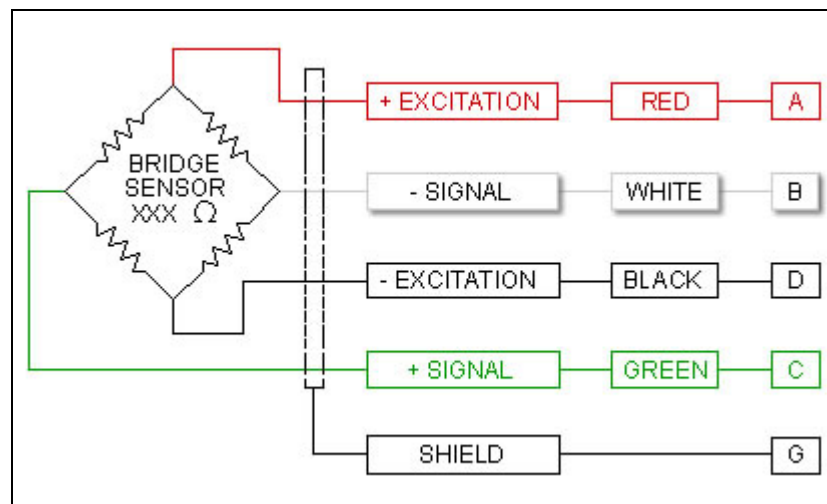 + EXCITATION RED A
BRIDGE
SENSOR
XXX Ω
- SIGNAL WHITE B
- EXCITATION BLACK D
+ SIGNAL GREEN C
SHIELD G